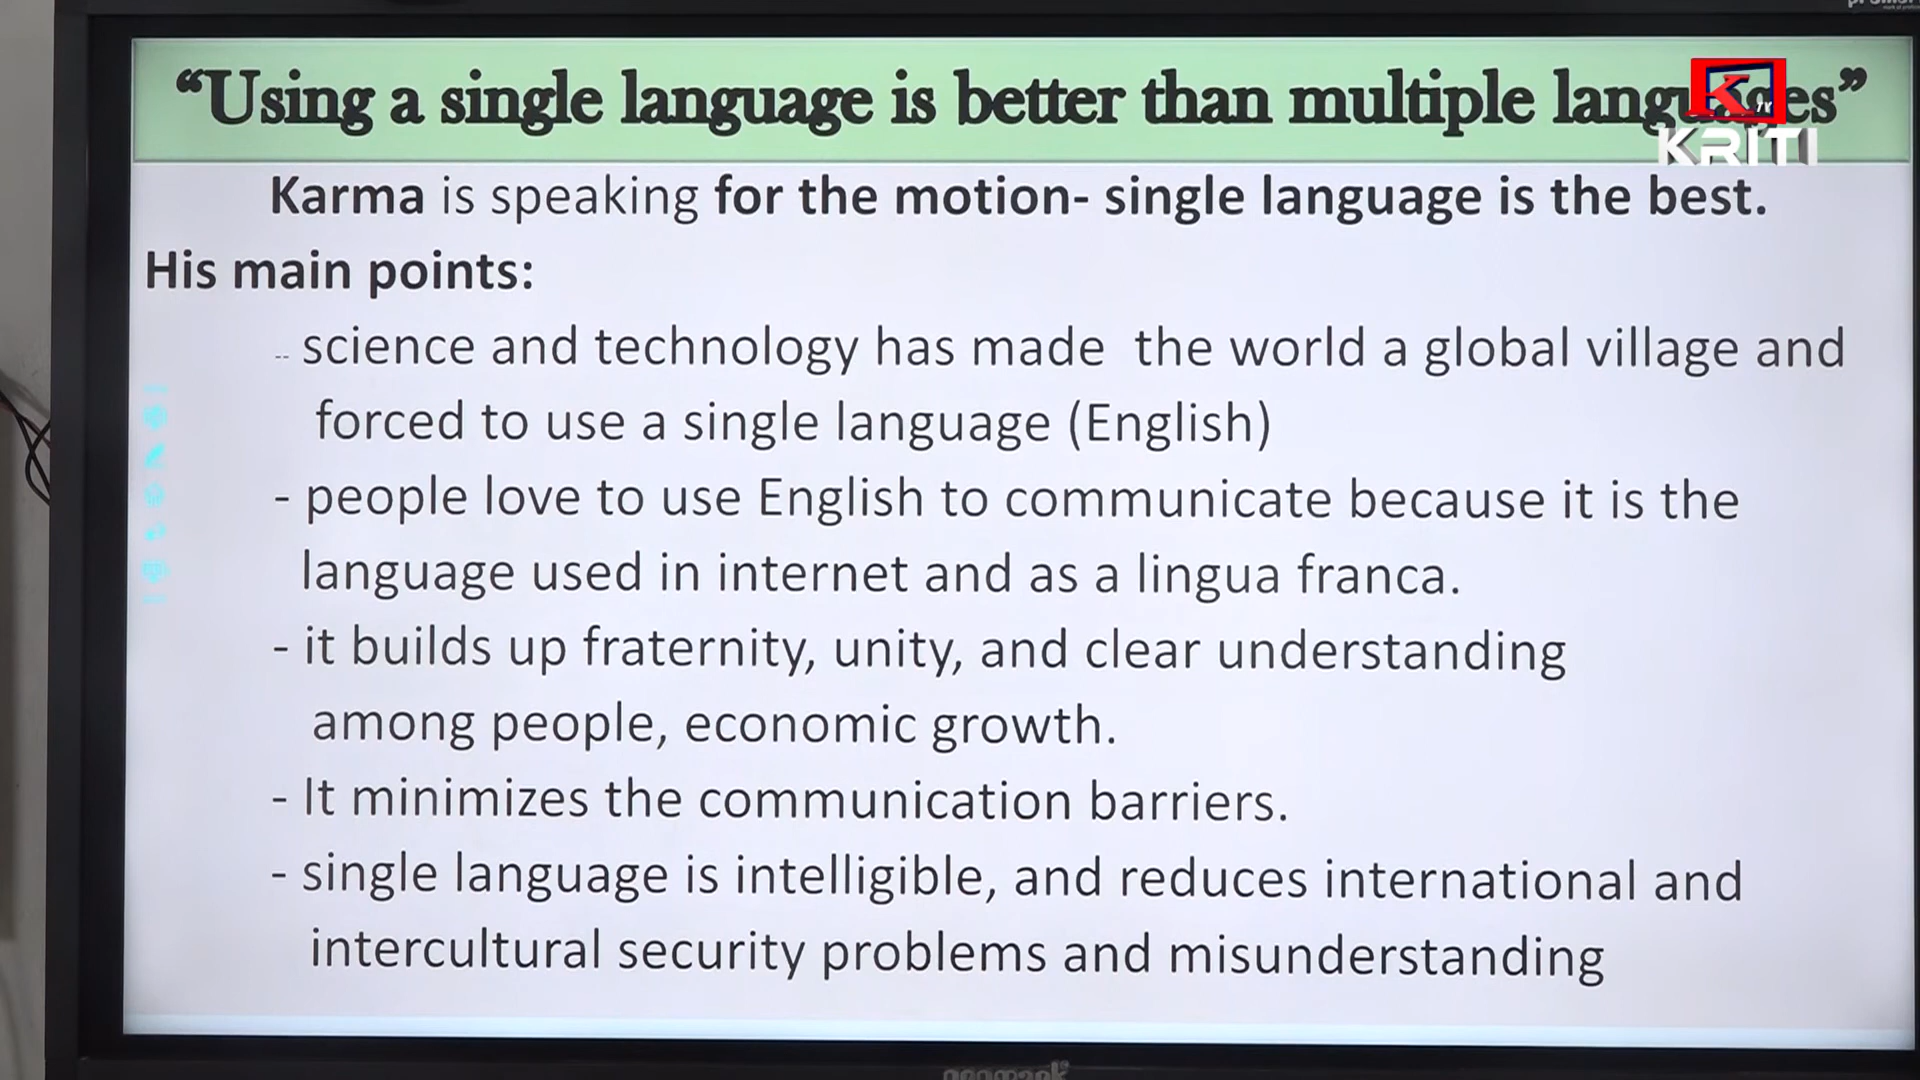 “Using a single language is better than multiple languages”
K TV
KRITI
Karma is speaking for the motion- single language is the best.
His main points:
-- science and technology has made the world a global village and
forced to use a single language (English)
- people love to use English to communicate because it is the
language used in internet and as a lingua franca.
- it builds up fraternity, unity, and clear understanding
among people, economic growth.
- It minimizes the communication barriers.
- single language is intelligible, and reduces international and
intercultural security problems and misunderstanding